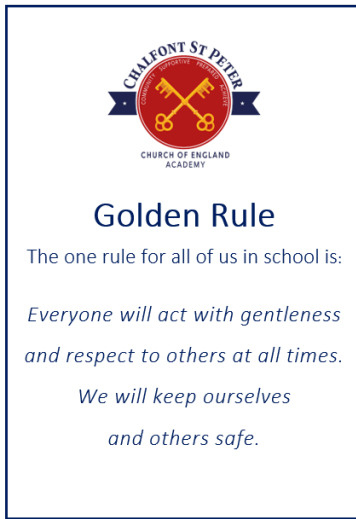 CHALFONT ST PETER
COMMUNITY · SUPPORTIVE · PREPARED · ACHIEVE
CHURCH OF ENGLAND
ACADEMY
Golden Rule
The one rule for all of us in school is:
Everyone will act with gentleness
and respect to others at all times.
We will keep ourselves
and others safe.